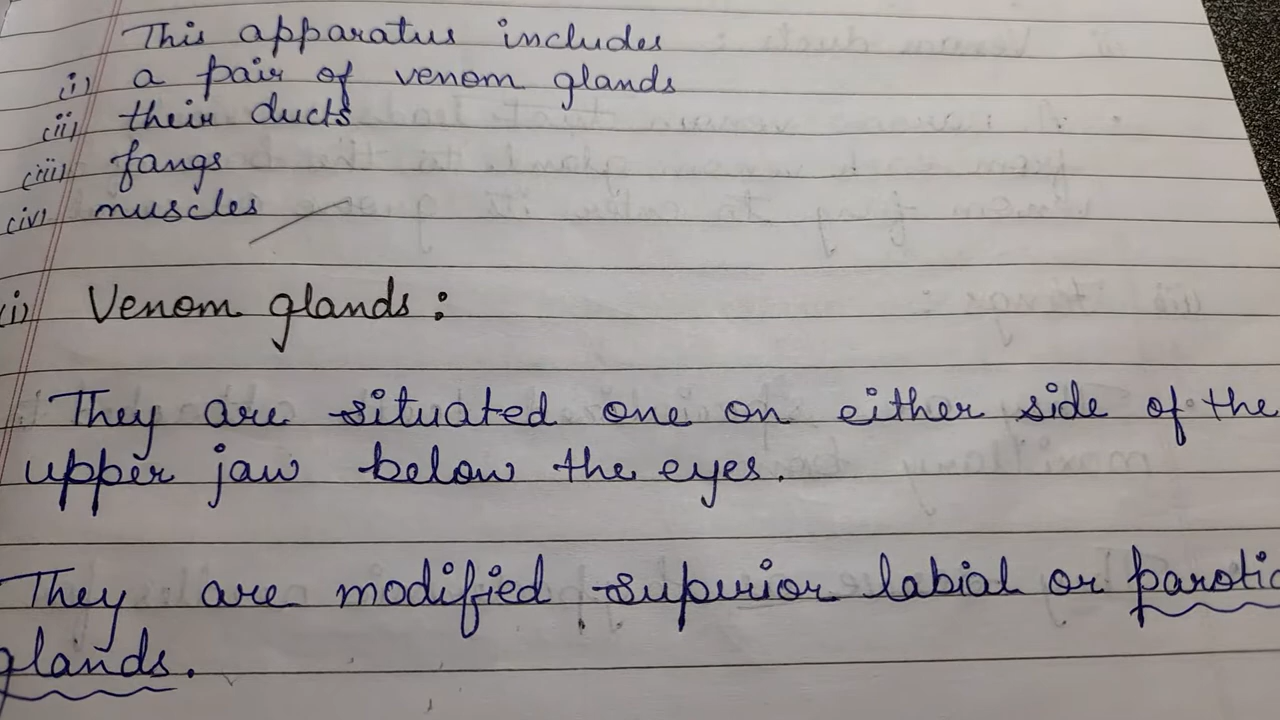 This apparatus includes
(i) a pair of venom glands
(ii) their ducts
(iii) fangs
(iv) muscles
(i) Venom glands :
They are situated one on either side of the
upper jaw below the eyes.
They are modified superior labial or parotid
glands.